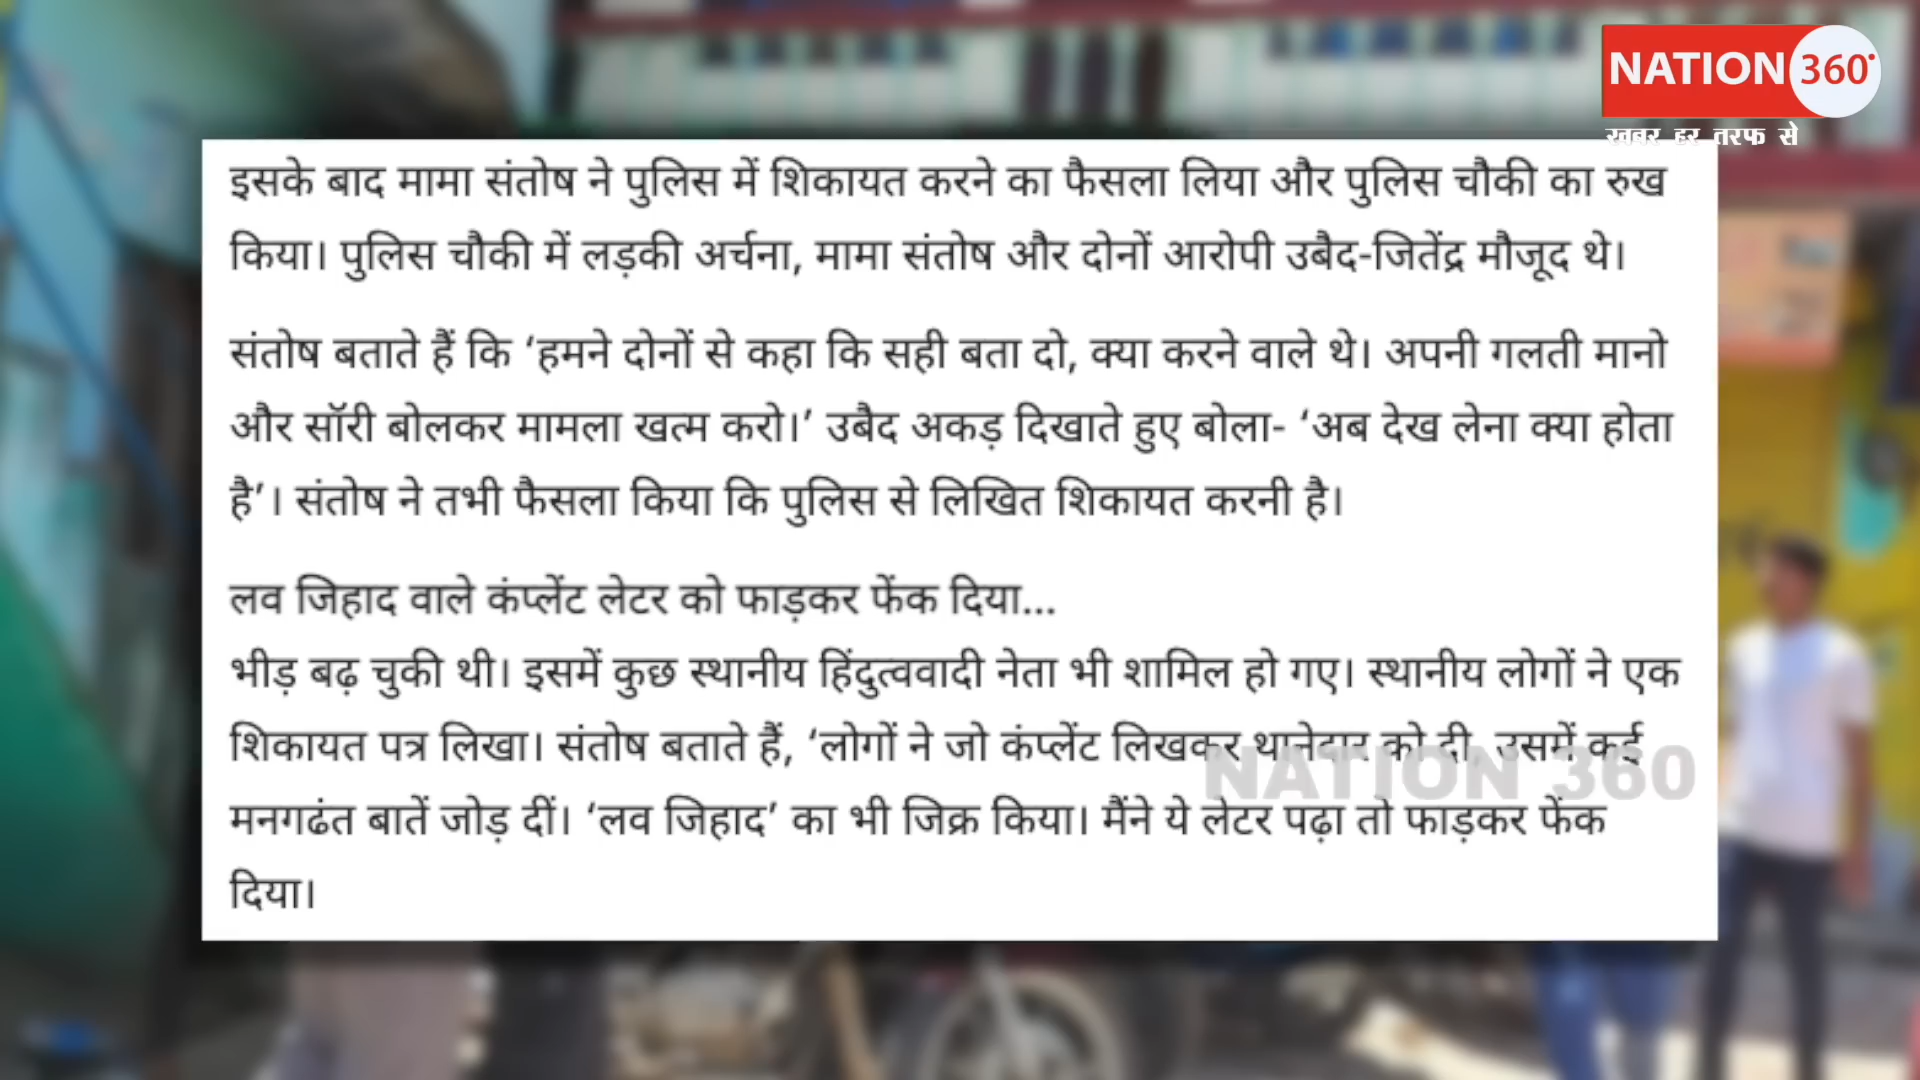 NATION 360°
खबर हर तरफ से
इसके बाद मामा संतोष ने पुलिस में शिकायत करने का फैसला लिया और पुलिस चौकी का रुख
किया। पुलिस चौकी में लड़की अर्चना, मामा संतोष और दोनों आरोपी उबैद-जितेंद्र मौजूद थे।
संतोष बताते हैं कि ‘हमने दोनों से कहा कि सही बता दो, क्या करने वाले थे। अपनी गलती मानो
और सॉरी बोलकर मामला खत्म करो।’ उबैद अकड़ दिखाते हुए बोला- ‘अब देख लेना क्या होता
है’। संतोष ने तभी फैसला किया कि पुलिस से लिखित शिकायत करनी है।
लव जिहाद वाले कंप्लेंट लेटर को फाड़कर फेंक दिया...
भीड़ बढ़ चुकी थी। इसमें कुछ स्थानीय हिंदुत्ववादी नेता भी शामिल हो गए। स्थानीय लोगों ने एक
शिकायत पत्र लिखा। संतोष बताते हैं, ‘लोगों ने जो कंप्लेंट लिखकर थानेदार को दी, उसमें कई
NATION 360
मनगढंत बातें जोड़ दीं। ‘लव जिहाद’ का भी जिक्र किया। मैंने ये लेटर पढ़ा तो फाड़कर फेंक
दिया।